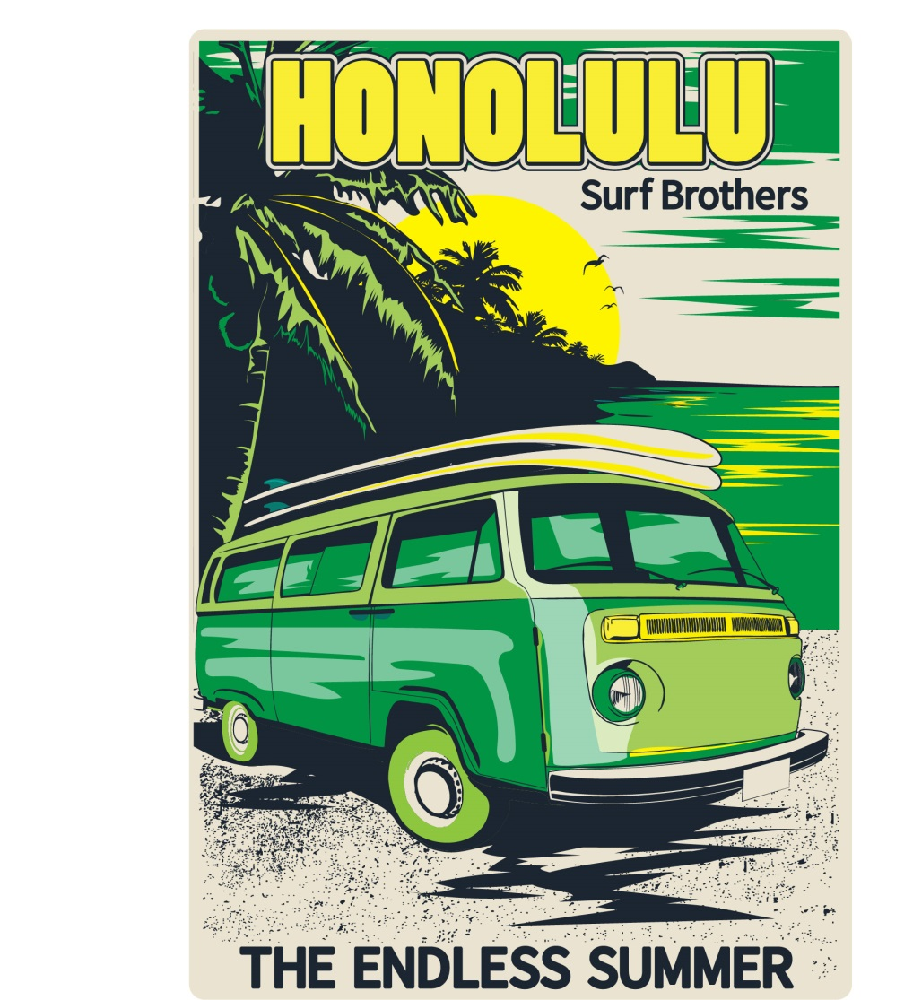 HONOLULU
Surf Brothers
THE ENDLESS SUMMER